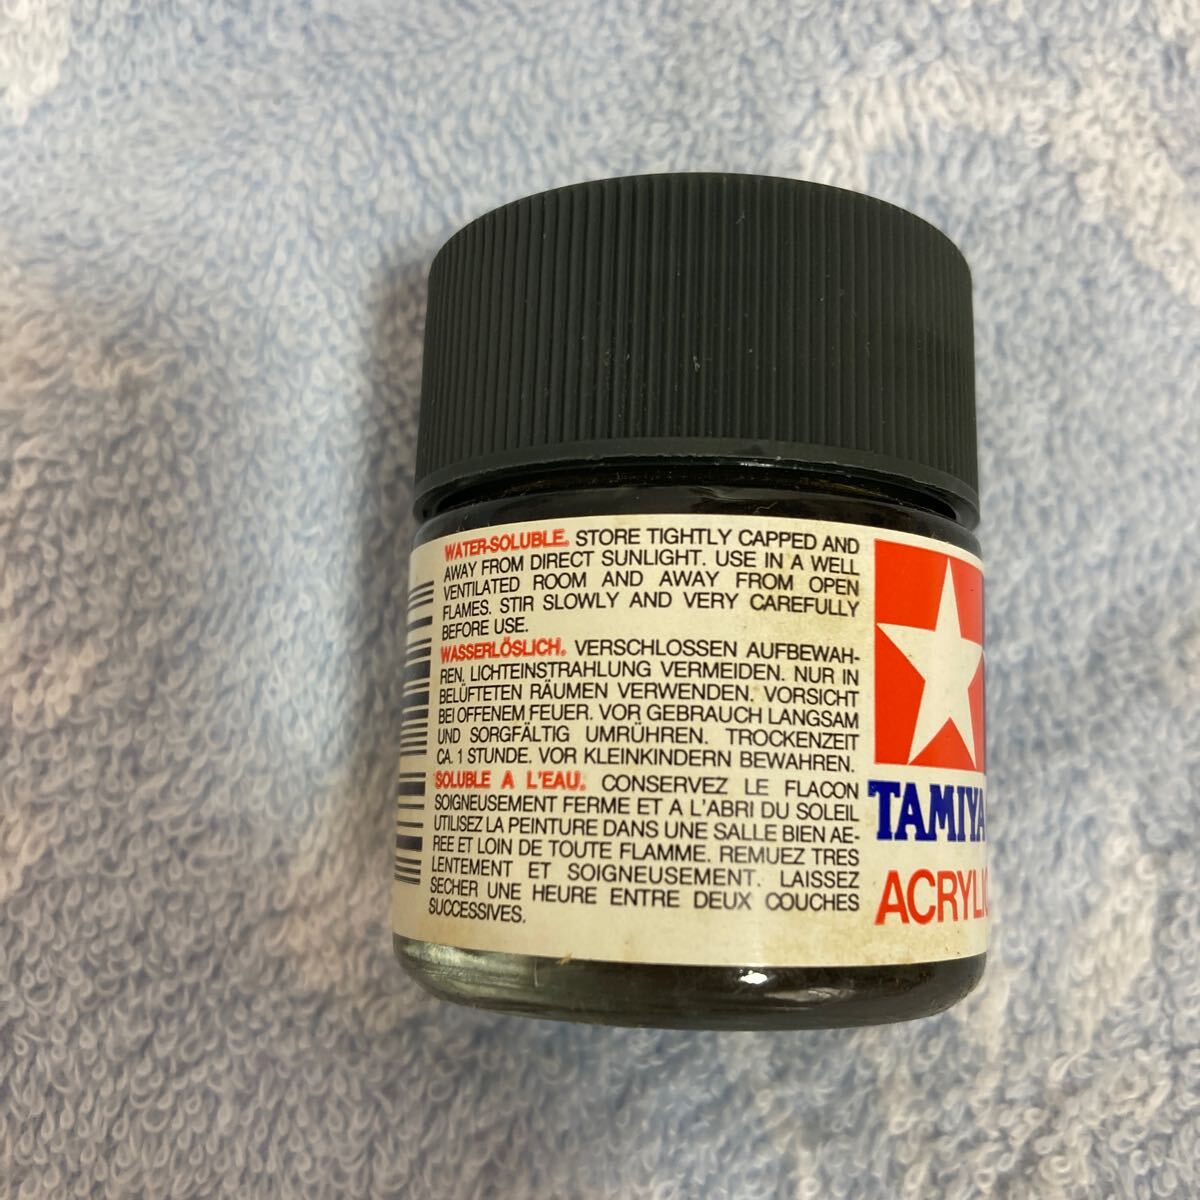 WATER-SOLUBLE. STORE TIGHTLY CAPPED AND
AWAY FROM DIRECT SUNLIGHT. USE IN A WELL
VENTILATED ROOM AND AWAY FROM OPEN
FLAMES. STIR SLOWLY AND VERY CAREFULLY
BEFORE USE.
WASSERLÖSLICH. VERSCHLOSSEN AUFBEWAH-
REN. LICHTEINSTRAHLUNG VERMEIDEN. NUR IN
BELÜFTETEN RÄUMEN VERWENDEN. VORSICHT
BEI OFFENEM FEUER. VOR GEBRAUCH LANGSAM
UND SORGFÄLTIG UMRÜHREN. TROCKENZEIT
CA. 1 STUNDE. VOR KLEINKINDERN BEWAHREN.
SOLUBLE A L'EAU. CONSERVEZ LE FLACON
SOIGNEUSEMENT FERME ET A L'ABRI DU SOLEIL
UTILISEZ LA PEINTURE DANS UNE SALLE BIEN AE-
REE ET LOIN DE TOUTE FLAMME. REMUEZ TRES
LENTEMENT ET SOIGNEUSEMENT. LAISSEZ
SECHER UNE HEURE ENTRE DEUX COUCHES
SUCCESSIVES.
TAMIYA
ACRYLIC